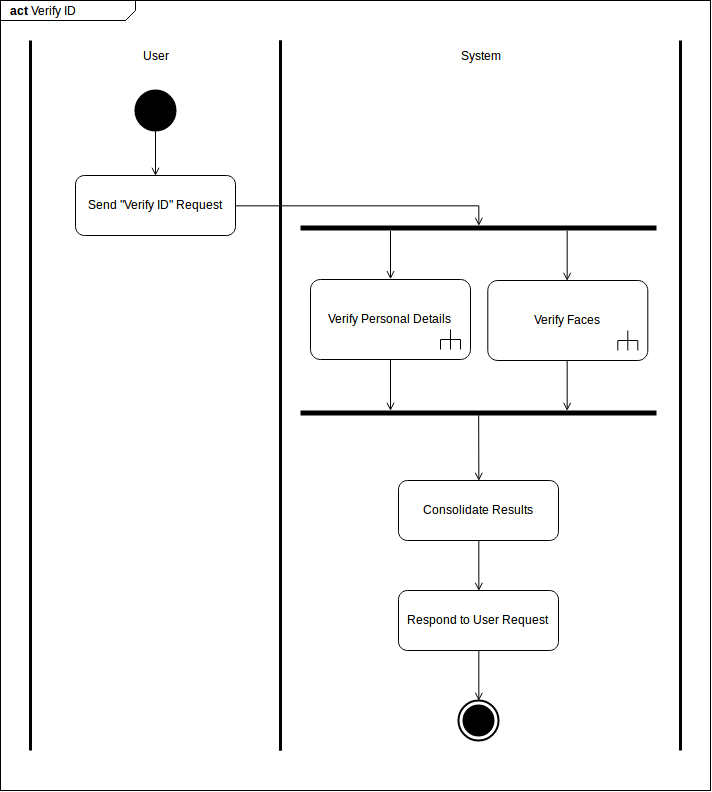 act Verify ID
User
System
Send "Verify ID" Request
Verify Personal Details
Verify Faces
Consolidate Results
Respond to User Request